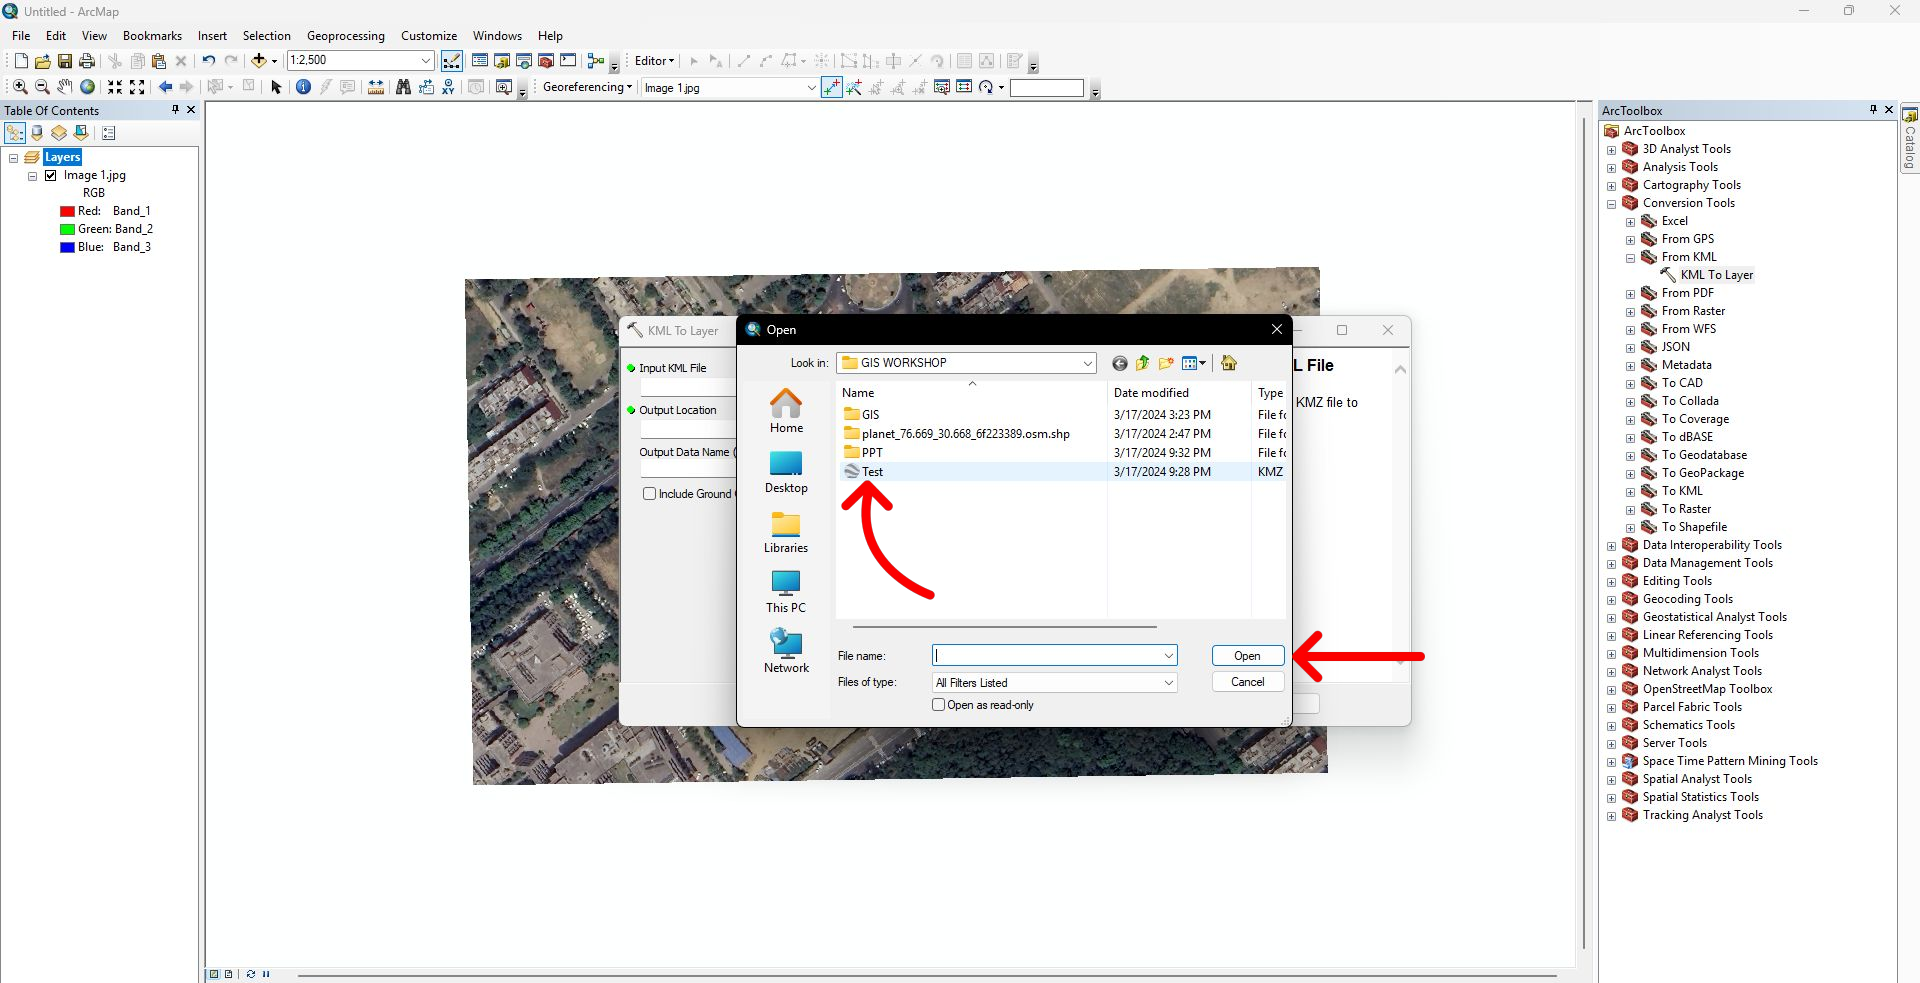 Untitled - ArcMap
File Edit View Bookmarks Insert Selection Geoprocessing Customize Windows Help
1:2,500
Editor
Georeferencing Image 1.jpg
Table Of Contents
Layers
Image 1.jpg
RGB
Red: Band_1
Green: Band_2
Blue: Band_3
KML To Layer
Input KML File
Output Location
Output Data Name (
Include Ground
L File
KMZ file to
Open
Look in: GIS WORKSHOP
Name Date modified Type
GIS 3/17/2024 3:23 PM File fc
planet_76.669_30.668_6f223389.osm.shp 3/17/2024 2:47 PM File fc
PPT 3/17/2024 9:32 PM File fc
Test 3/17/2024 9:28 PM KMZ
Home
Desktop
Libraries
This PC
Network
File name: Open
Files of type: All Filters Listed Cancel
Open as read-only
ArcToolbox
ArcToolbox
3D Analyst Tools
Analysis Tools
Cartography Tools
Conversion Tools
Excel
From GPS
From KML
KML To Layer
From PDF
From Raster
From WFS
JSON
Metadata
To CAD
To Collada
To Coverage
To dBASE
To Geodatabase
To GeoPackage
To KML
To Raster
To Shapefile
Data Interoperability Tools
Data Management Tools
Editing Tools
Geocoding Tools
Geostatistical Analyst Tools
Linear Referencing Tools
Multidimension Tools
Network Analyst Tools
OpenStreetMap Toolbox
Parcel Fabric Tools
Schematics Tools
Server Tools
Space Time Pattern Mining Tools
Spatial Analyst Tools
Spatial Statistics Tools
Tracking Analyst Tools
Catalog